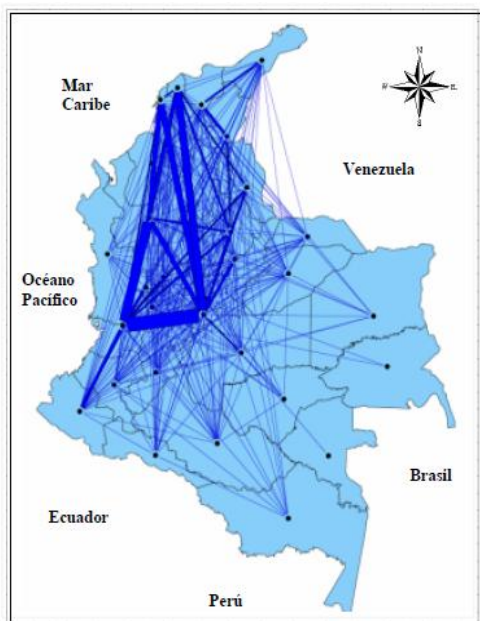 N
Mar
Caribe
W
E
S
Venezuela
Océano
Pacífico
Brasil
Ecuador
Perú